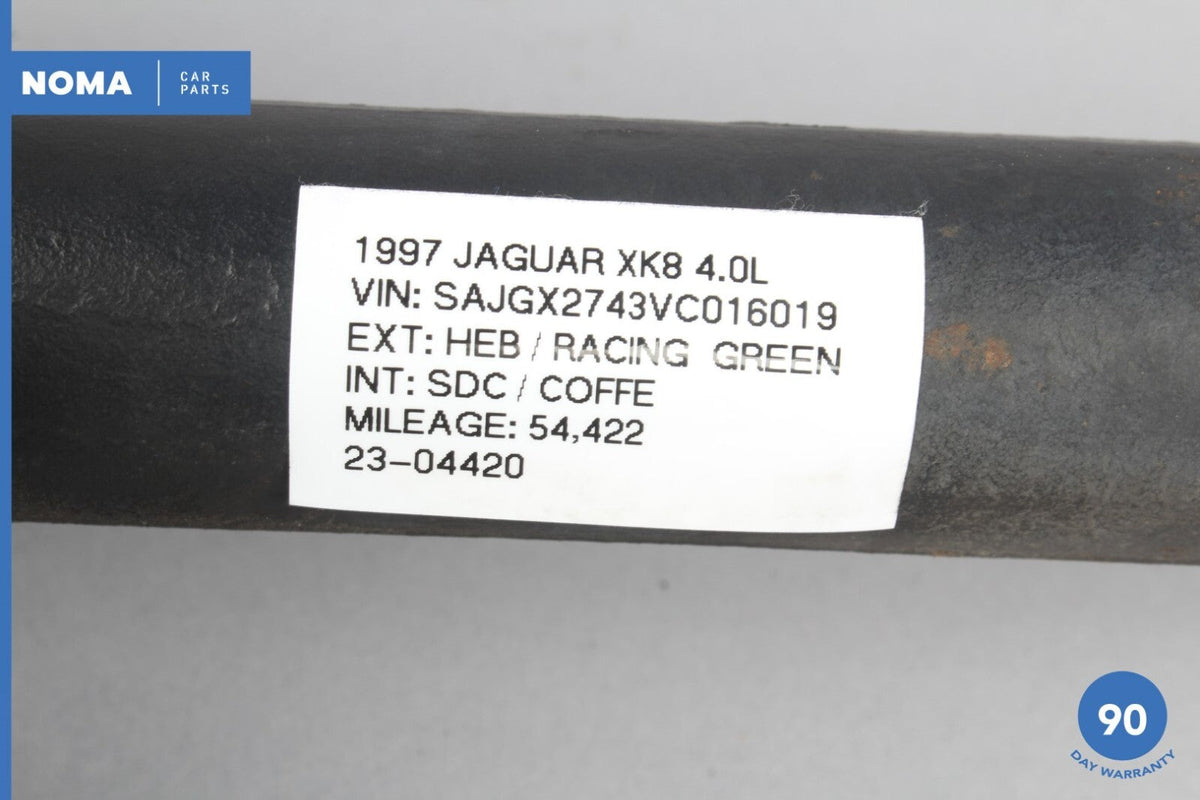 NOMA
CAR
PARTS
1997 JAGUAR XK8 4.0L
VIN: SAJGX2743VC016019
EXT: HEB / RACING GREEN
INT: SDC / COFFE
MILEAGE: 54,422
23-04420
90
DAY WARRANTY